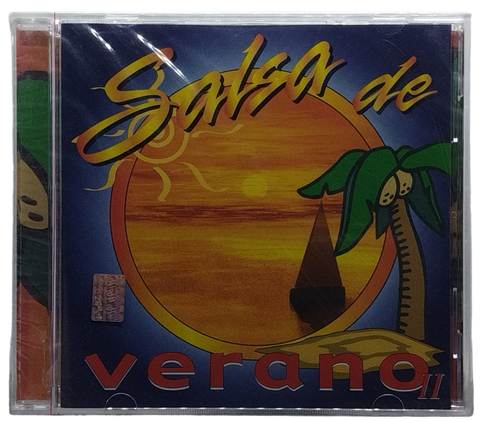 Salsa de
verano II